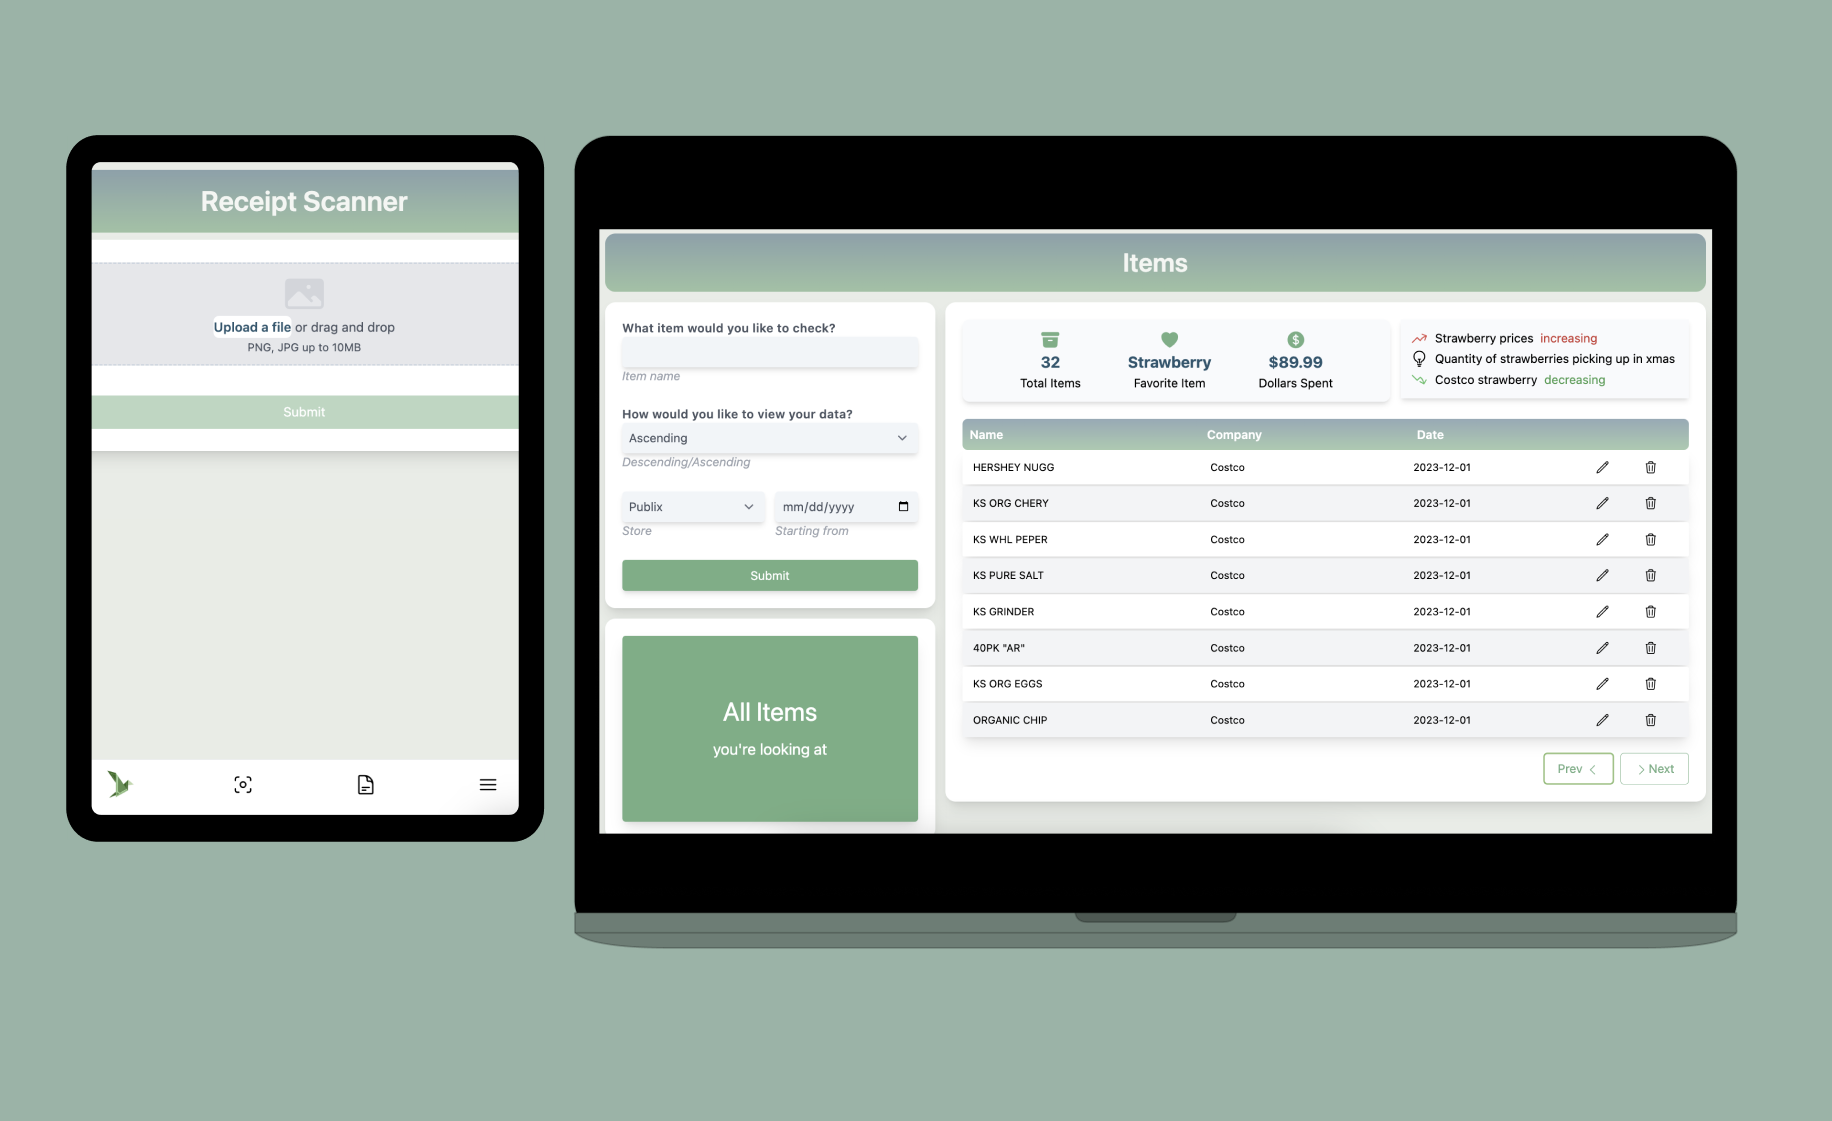 Receipt Scanner
Upload a file or drag and drop
PNG, JPG up to 10MB
Submit
Items
What item would you like to check?
Item name
How would you like to view your data?
Ascending
Descending/Ascending
Publix
mm/dd/yyyy
Store
Starting from
Submit
All Items
you're looking at
32
Strawberry
$89.99
Total Items
Favorite Item
Dollars Spent
Strawberry prices increasing
Quantity of strawberries picking up in xmas
Costco strawberry decreasing
Name Company Date
HERSHEY NUGG Costco 2023-12-01
KS ORG CHERY Costco 2023-12-01
KS WHL PEPER Costco 2023-12-01
KS PURE SALT Costco 2023-12-01
KS GRINDER Costco 2023-12-01
40PK "AR" Costco 2023-12-01
KS ORG EGGS Costco 2023-12-01
ORGANIC CHIP Costco 2023-12-01
Prev
Next